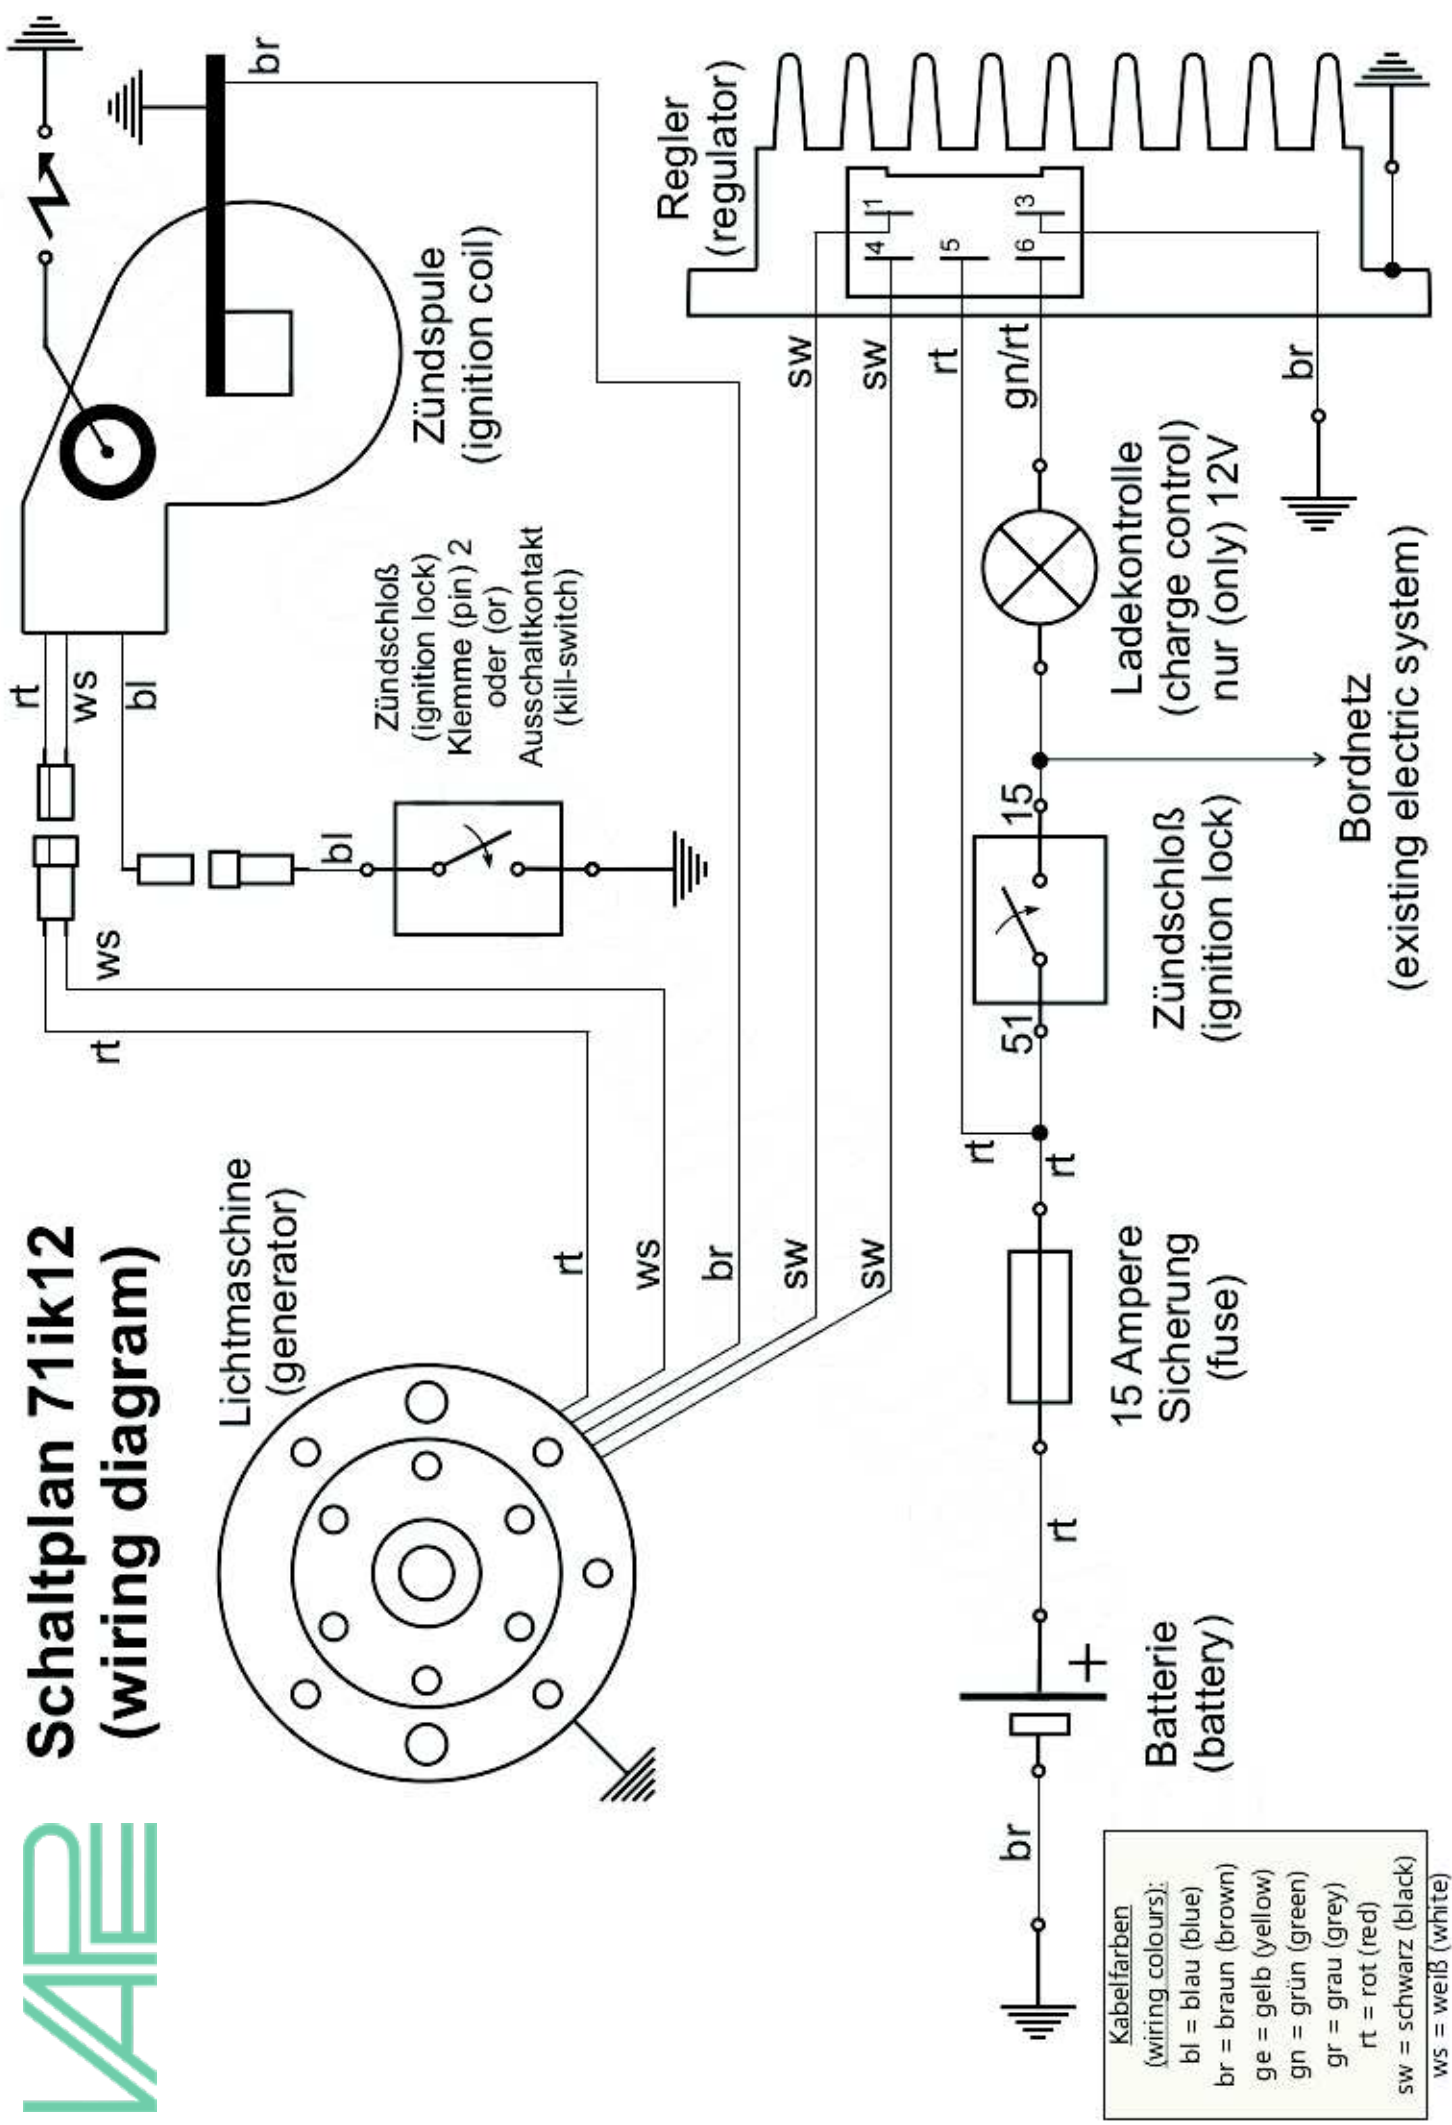 VAPE
Schaltplan 71ik12
(wiring diagram)
Lichtmaschine
(generator)
rt
ws
br
sw
sw
rt
ws
rt
ws
bl
bl
Zündschloß
(ignition lock)
Klemme (pin) 2
oder (or)
Ausschaltkontakt
(kill-switch)
Zündspule
(ignition coil)
br
Regler
(regulator)
1
3
4
5
6
sw
sw
rt
gn/rt
br
Ladekontrolle
(charge control)
nur (only) 12V
Bordnetz
(existing electric system)
51
15
Zündschloß
(ignition lock)
rt
rt
15 Ampere
Sicherung
(fuse)
rt
+
Batterie
(battery)
br
Kabelfarben
(wiring colours):
bl = blau (blue)
br = braun (brown)
ge = gelb (yellow)
gn = grün (green)
gr = grau (grey)
rt = rot (red)
sw = schwarz (black)
ws = weiß (white)